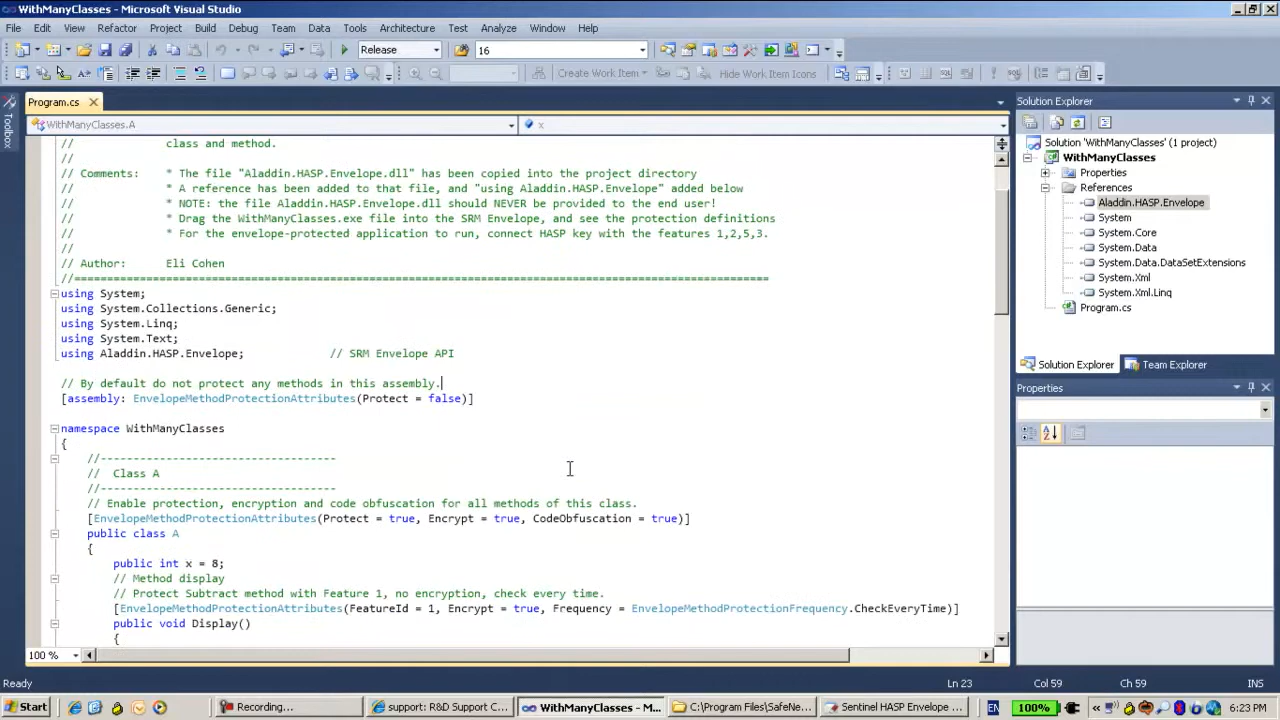 WithManyClasses - Microsoft Visual Studio
File Edit View Refactor Project Build Debug Team Data Tools Architecture Test Analyze Window Help
Release 16
Create Work Item Hide Work Item Icons
Toolbox
Program.cs
WithManyClasses.A x
// class and method.
//
// Comments: * The file "Aladdin.HASP.Envelope.dll" has been copied into the project directory
// * A reference has been added to that file, and "using Aladdin.HASP.Envelope" added below
// * NOTE: the file Aladdin.HASP.Envelope.dll should NEVER be provided to the end user!
// * Drag the WithManyClasses.exe file into the SRM Envelope, and see the protection definitions
// * For the envelope-protected application to run, connect HASP key with the features 1,2,5,3.
//
// Author: Eli Cohen
//=========================================================================================================
using System;
using System.Collections.Generic;
using System.Linq;
using System.Text;
using Aladdin.HASP.Envelope; // SRM Envelope API
// By default do not protect any methods in this assembly.
[assembly: EnvelopeMethodProtectionAttributes(Protect = false)]
namespace WithManyClasses
{
//------------------------------------
// Class A
//------------------------------------
// Enable protection, encryption and code obfuscation for all methods of this class.
[EnvelopeMethodProtectionAttributes(Protect = true, Encrypt = true, CodeObfuscation = true)]
public class A
{
public int x = 8;
// Method display
// Protect Subtract method with Feature 1, no encryption, check every time.
[EnvelopeMethodProtectionAttributes(FeatureId = 1, Encrypt = true, Frequency = EnvelopeMethodProtectionFrequency.CheckEveryTime)]
public void Display()
{
100 %
Solution Explorer
Solution 'WithManyClasses' (1 project)
WithManyClasses
Properties
References
Aladdin.HASP.Envelope
System
System.Core
System.Data
System.Data.DataSetExtensions
System.Xml
System.Xml.Linq
Program.cs
Solution Explorer Team Explorer
Properties
Ready Ln 23 Col 59 Ch 59 INS
Start Recording... support: R&D Support C... WithManyClasses - M... C:\Program Files\SafeNe... Sentinel HASP Envelope ... 100% EN 6:23 PM